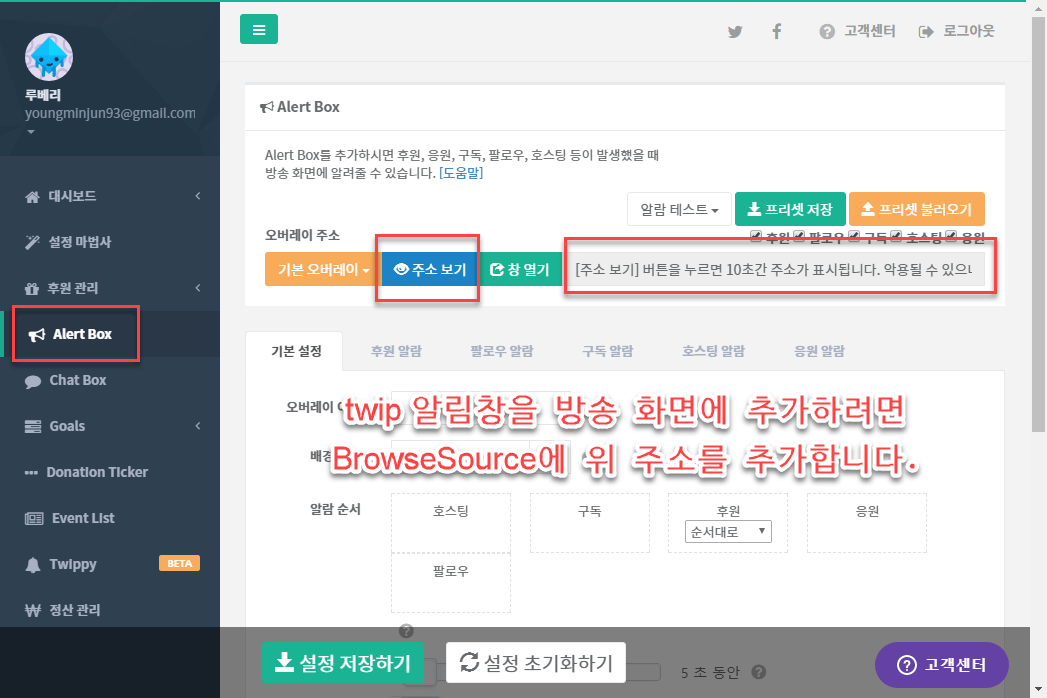 루베리
youngminjun93@gmail.com
대시보드
설정 마법사
후원 관리
Alert Box
Chat Box
Goals
Donation Ticker
Event List
Twippy BETA
정산 관리
고객센터 로그아웃
Alert Box
Alert Box를 추가하시면 후원, 응원, 구독, 팔로우, 호스팅 등이 발생했을 때
방송 화면에 알려줄 수 있습니다. [도움말]
알람 테스트 프리셋 저장 프리셋 불러오기
오버레이 주소 후원 팔로우 구독 호스팅 응원
기본 오버레이 주소 보기 창 열기 [주소 보기] 버튼을 누르면 10초간 주소가 표시됩니다. 악용될 수 있으니
기본 설정 후원 알람 팔로우 알람 구독 알람 호스팅 알람 응원 알람
오버레이
twip 알림창을 방송 화면에 추가하려면
배경
BrowseSource에 위 주소를 추가합니다.
알람 순서 호스팅 구독 후원 응원
순서대로
팔로우
설정 저장하기 설정 초기화하기 5 초 동안
고객센터